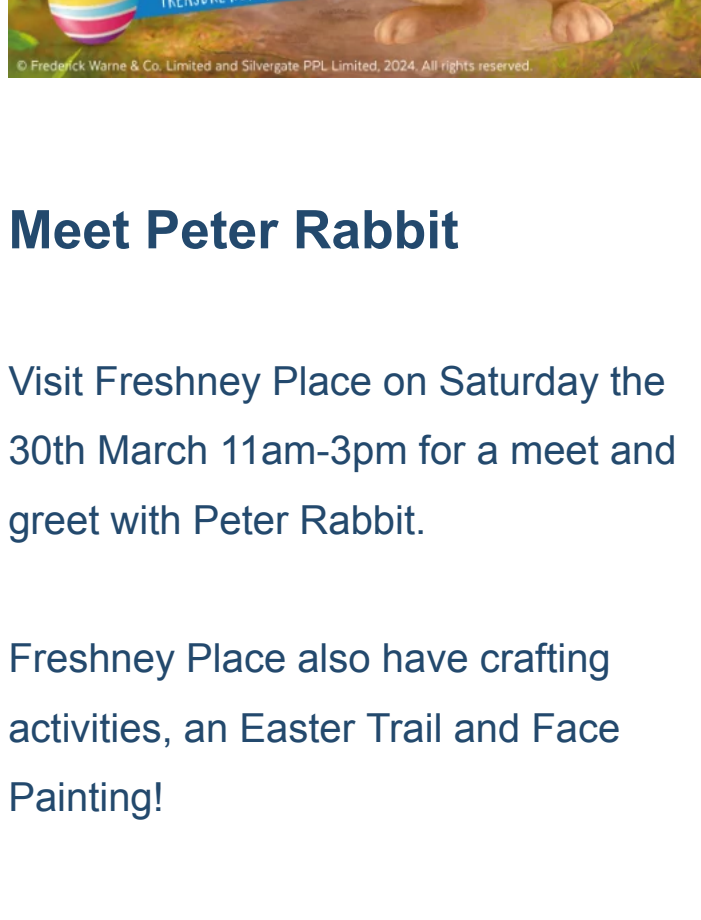 © Frederick Warne & Co. Limited and Silvergate PPL Limited, 2024. All rights reserved.
Meet Peter Rabbit
Visit Freshney Place on Saturday the
30th March 11am-3pm for a meet and
greet with Peter Rabbit.
Freshney Place also have crafting
activities, an Easter Trail and Face
Painting!